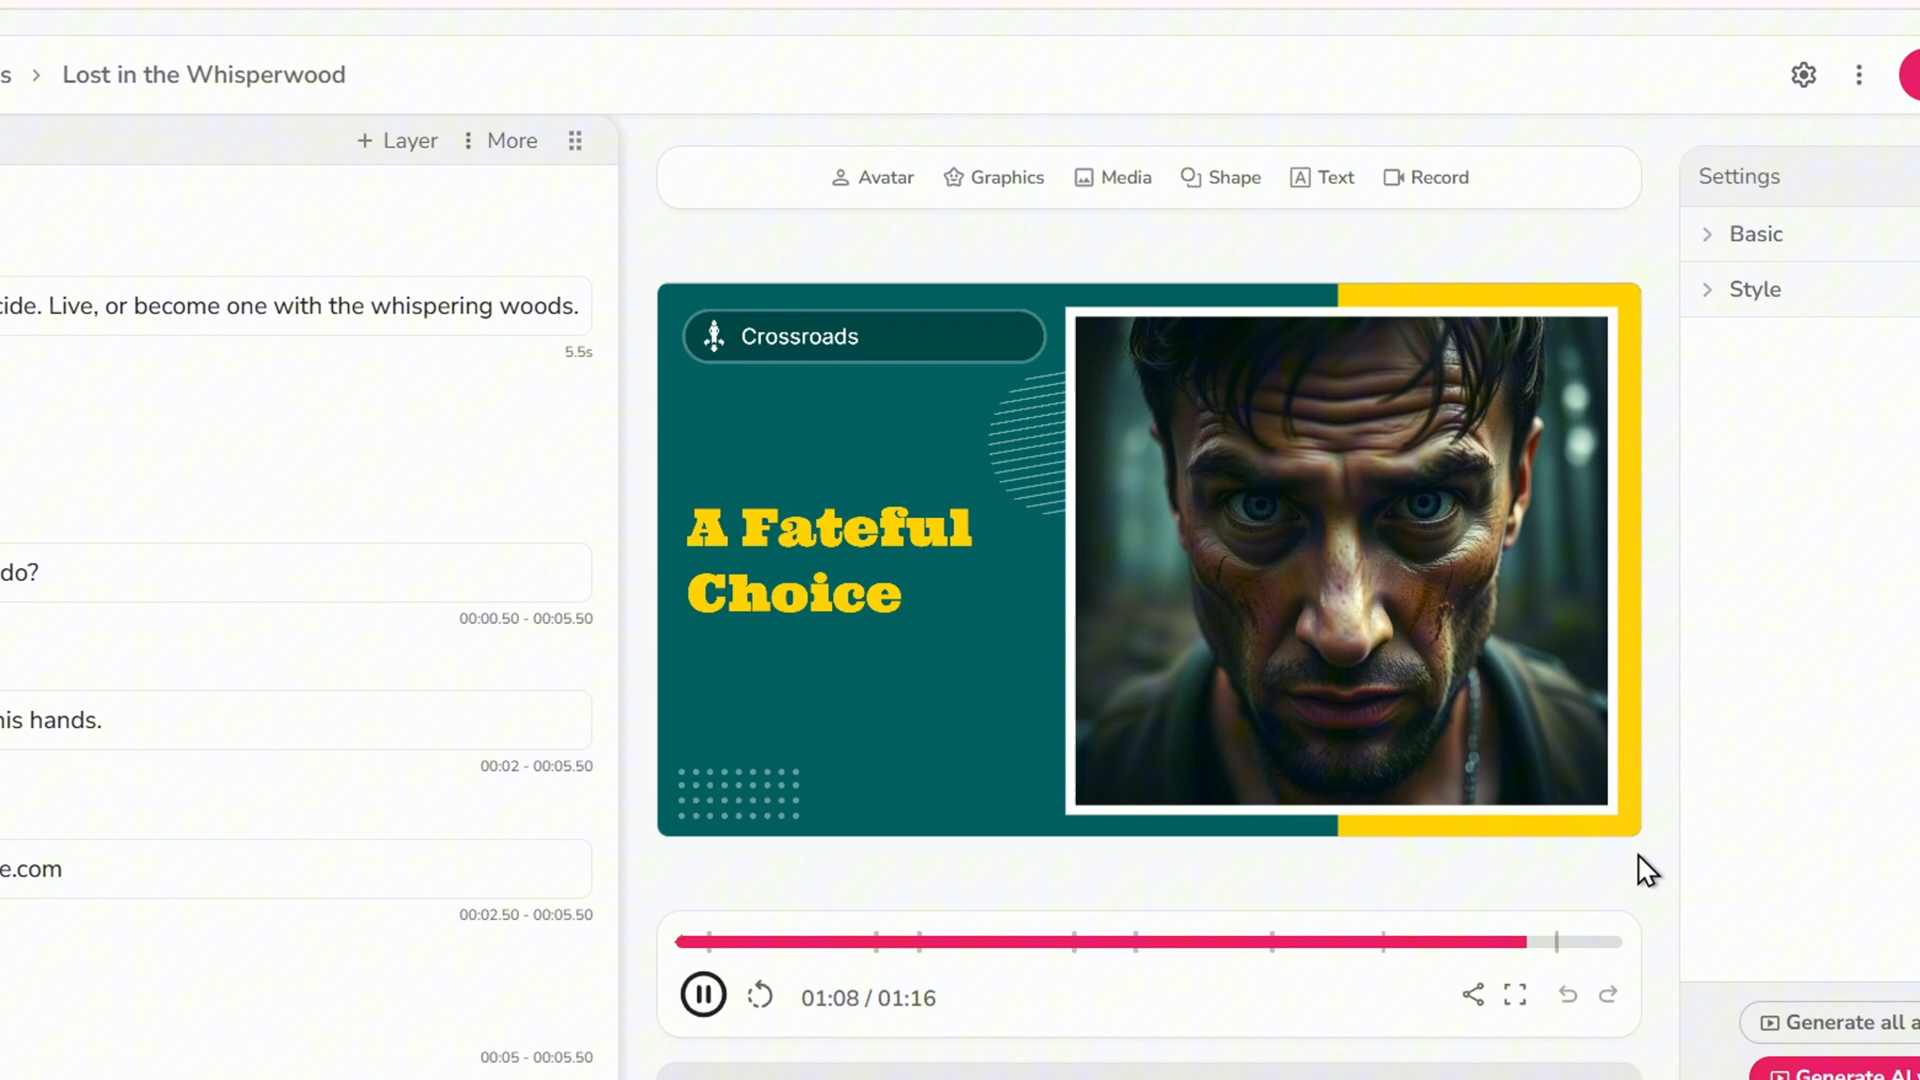 s > Lost in the Whisperwood
+ Layer
More
Avatar
Graphics
Media
Shape
Text
Record
Settings
Basic
Style
cide. Live, or become one with the whispering woods.
5.5s
do?
00:00.50 - 00:05.50
his hands.
00:02 - 00:05.50
e.com
00:02.50 - 00:05.50
00:05 - 00:05.50
Crossroads
A Fateful
Choice
01:08 / 01:16
Generate all a
Generate AI